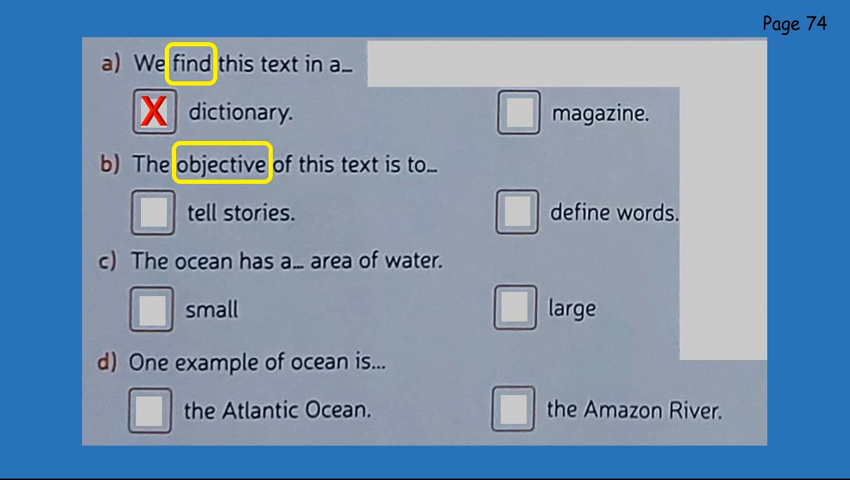 Page 74
a) We find this text in a...
X dictionary. magazine.
b) The objective of this text is to...
tell stories. define words.
c) The ocean has a... area of water.
small large
d) One example of ocean is...
the Atlantic Ocean. the Amazon River.